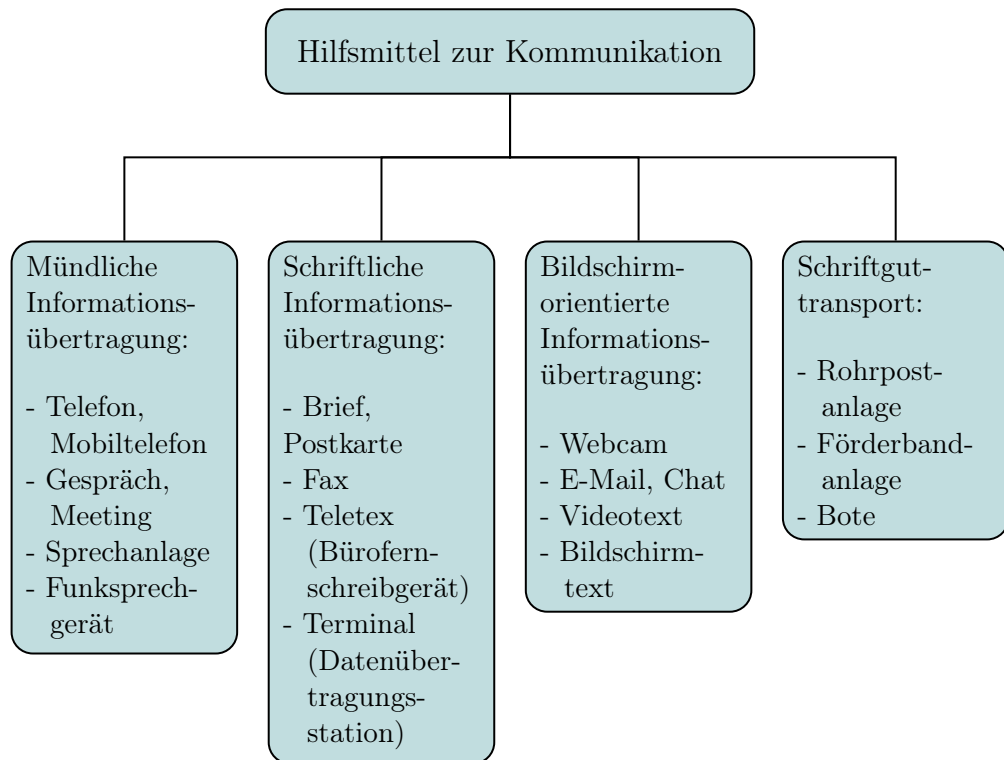 Hilfsmittel zur Kommunikation
Mündliche
Informations-
übertragung:
- Telefon,
Mobiltelefon
- Gespräch,
Meeting
- Sprechanlage
- Funksprech-
gerät
Schriftliche
Informations-
übertragung:
- Brief,
Postkarte
- Fax
- Teletex
(Bürofern-
schreibgerät)
- Terminal
(Datenüber-
tragungs-
station)
Bildschirm-
orientierte
Informations-
übertragung:
- Webcam
- E-Mail, Chat
- Videotext
- Bildschirm-
text
Schriftgut-
transport:
- Rohrpost-
anlage
- Förderband-
anlage
- Bote